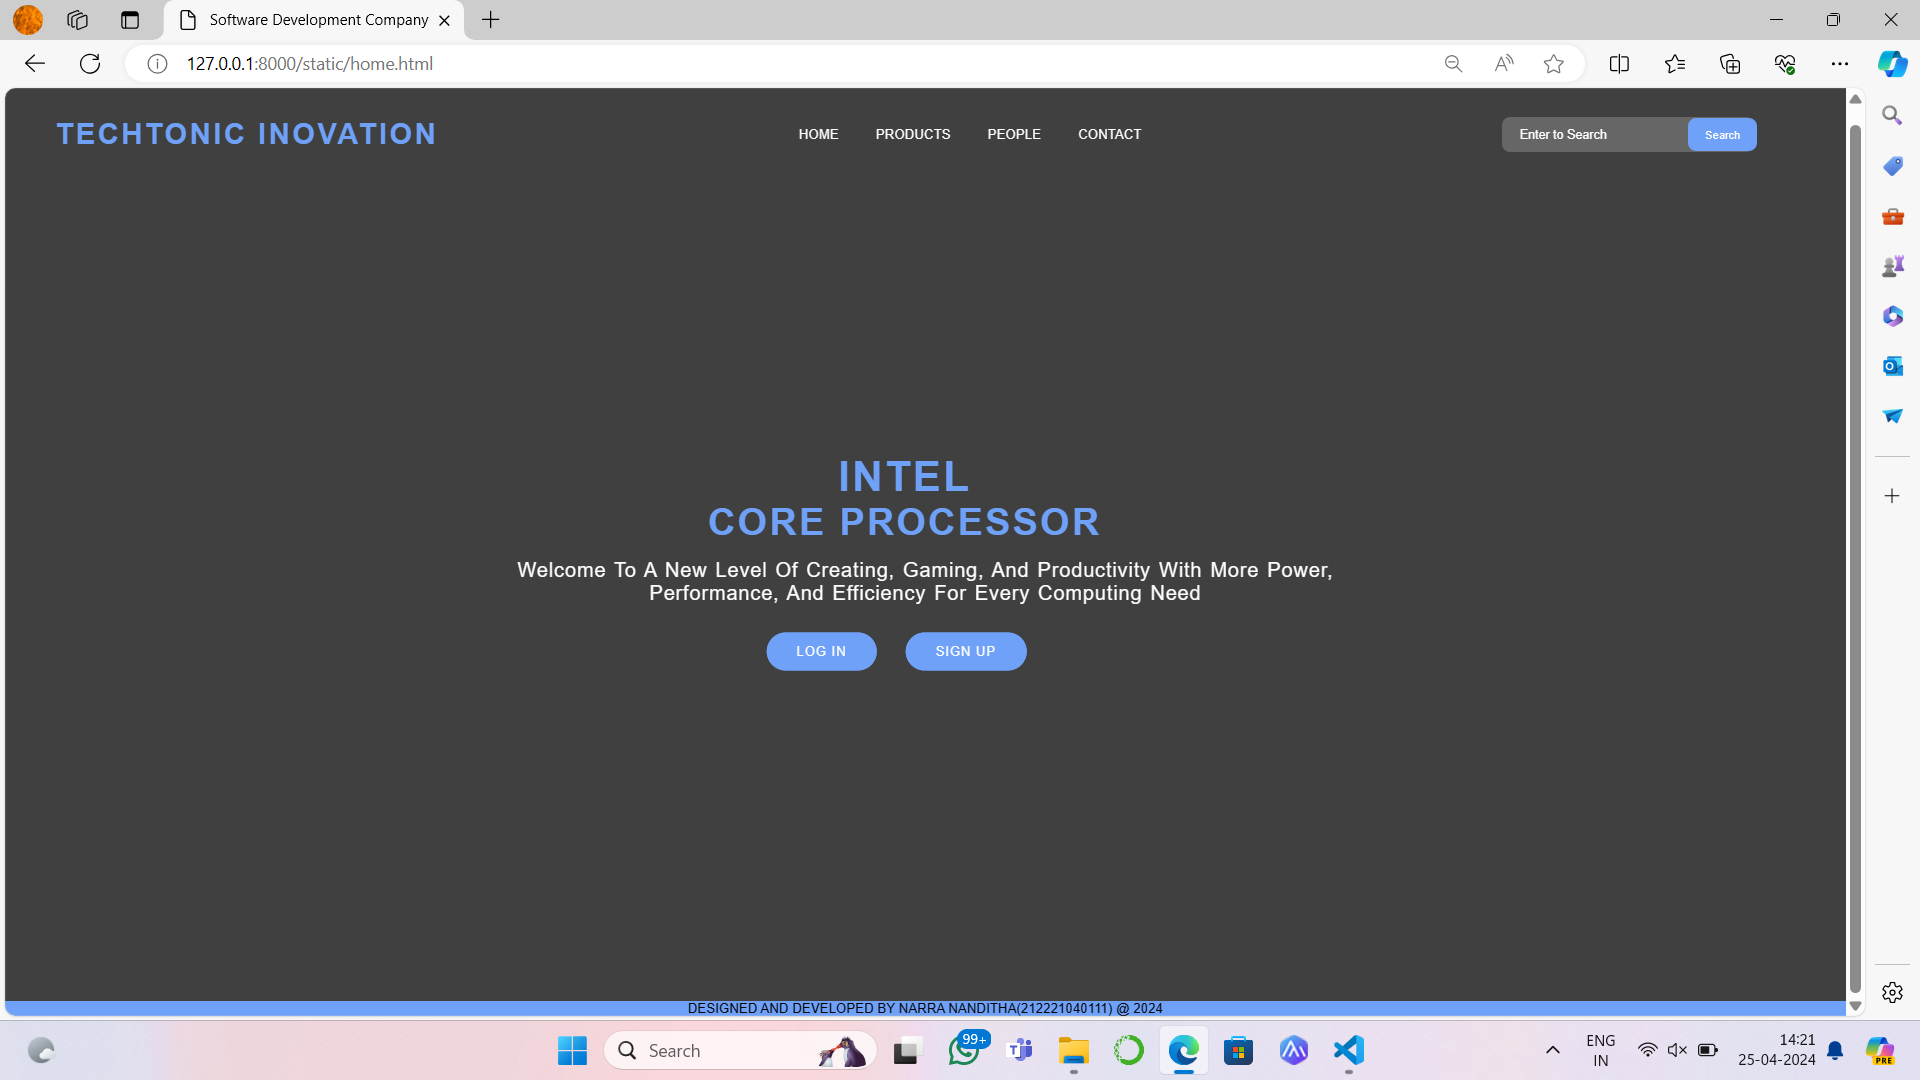 Software Development Company
127.0.0.1:8000/static/home.html
TECHTONIC INOVATION
HOME PRODUCTS PEOPLE CONTACT
Enter to Search Search
INTEL
CORE PROCESSOR
Welcome To A New Level Of Creating, Gaming, And Productivity With More Power,
Performance, And Efficiency For Every Computing Need
LOG IN SIGN UP
DESIGNED AND DEVELOPED BY NARRA NANDITHA(212221040111) @ 2024
Search
99+
ENG
IN
14:21
25-04-2024
PRE